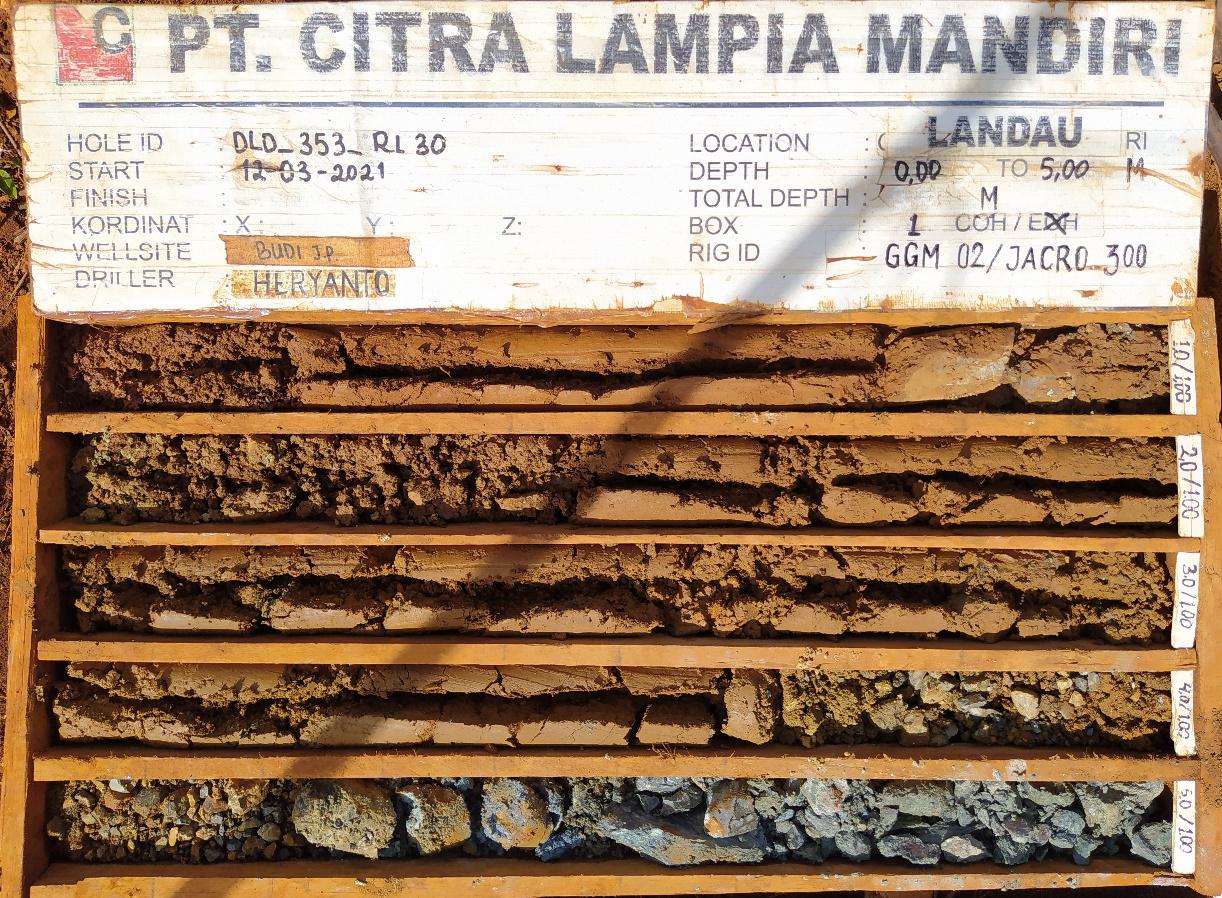 C PT. CITRA LAMPIA MANDIRI
HOLE ID : DLD_353_RL 30
START : 12-03-2021
FINISH :
KORDINAT : X : Y : Z:
WELLSITE BUDI J.P.
DRILLER : HERYANTO
LOCATION : LANDAU RI
DEPTH : 0,00 TO 5,00 M
TOTAL DEPTH : M
BOX : 1 COH / EXH
RIG ID GGM 02/JACRO 300
1.0/100
2.0/100
3.0/100
4.0/100
5.0/100